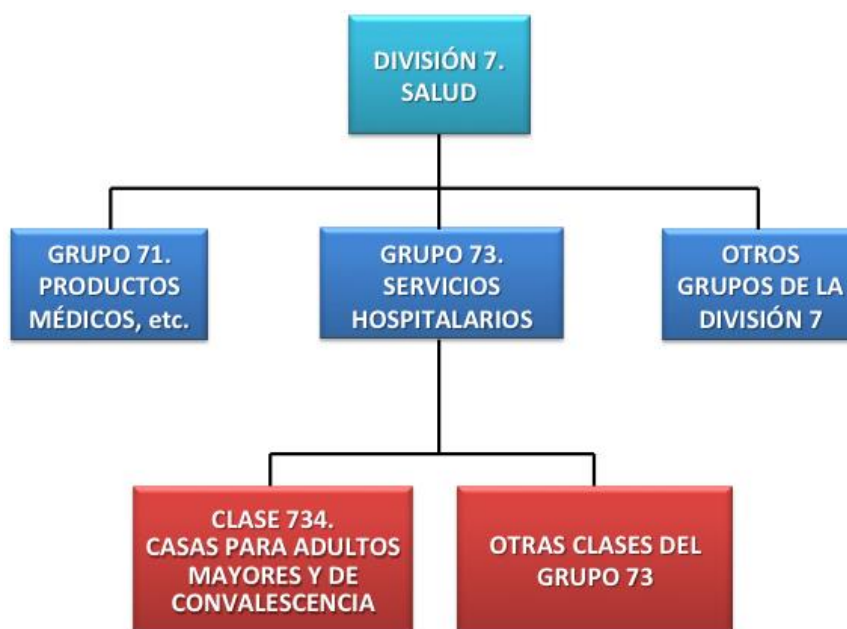 DIVISIÓN 7.
SALUD
GRUPO 71.
PRODUCTOS
MÉDICOS, etc.
GRUPO 73.
SERVICIOS
HOSPITALARIOS
OTROS
GRUPOS DE LA
DIVISIÓN 7
CLASE 734.
CASAS PARA ADULTOS
MAYORES Y DE
CONVALESCENCIA
OTRAS CLASES DEL
GRUPO 73